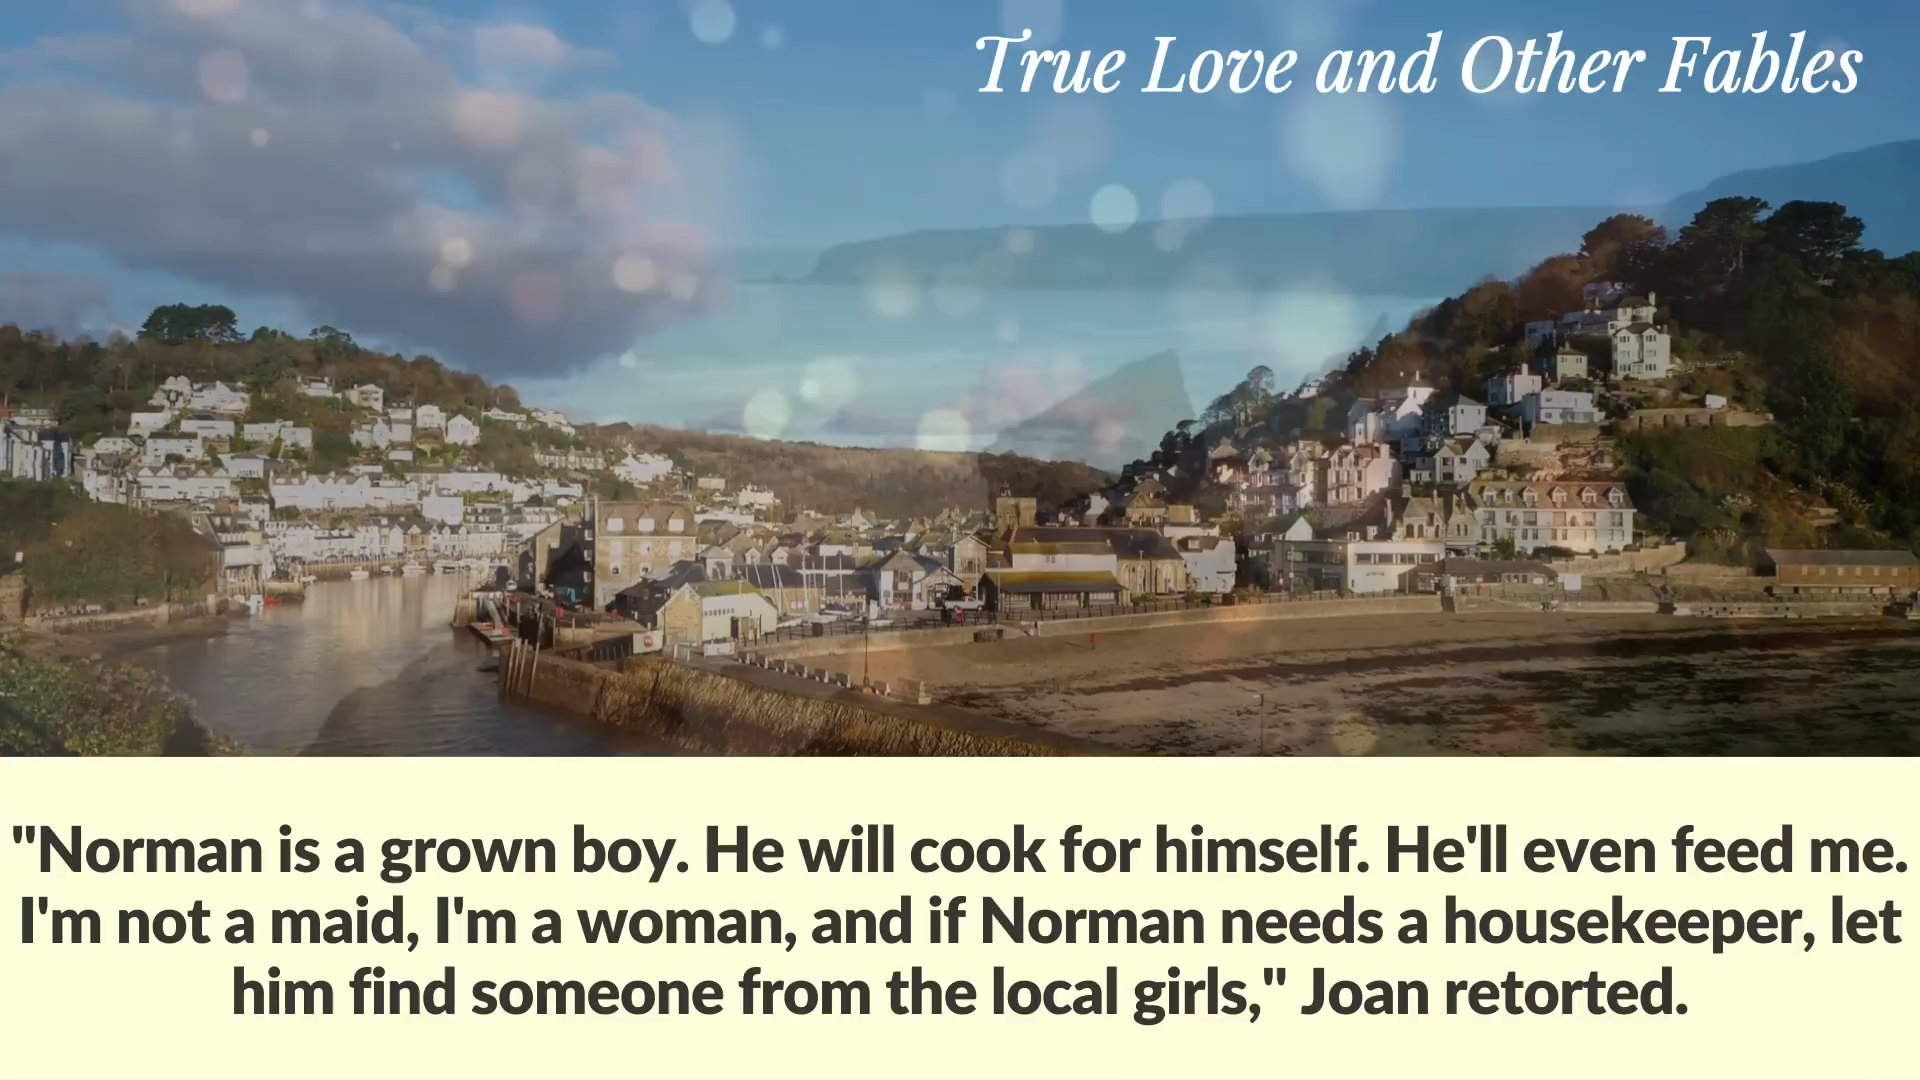 True Love and Other Fables
"Norman is a grown boy. He will cook for himself. He'll even feed me.
I'm not a maid, I'm a woman, and if Norman needs a housekeeper, let
him find someone from the local girls," Joan retorted.